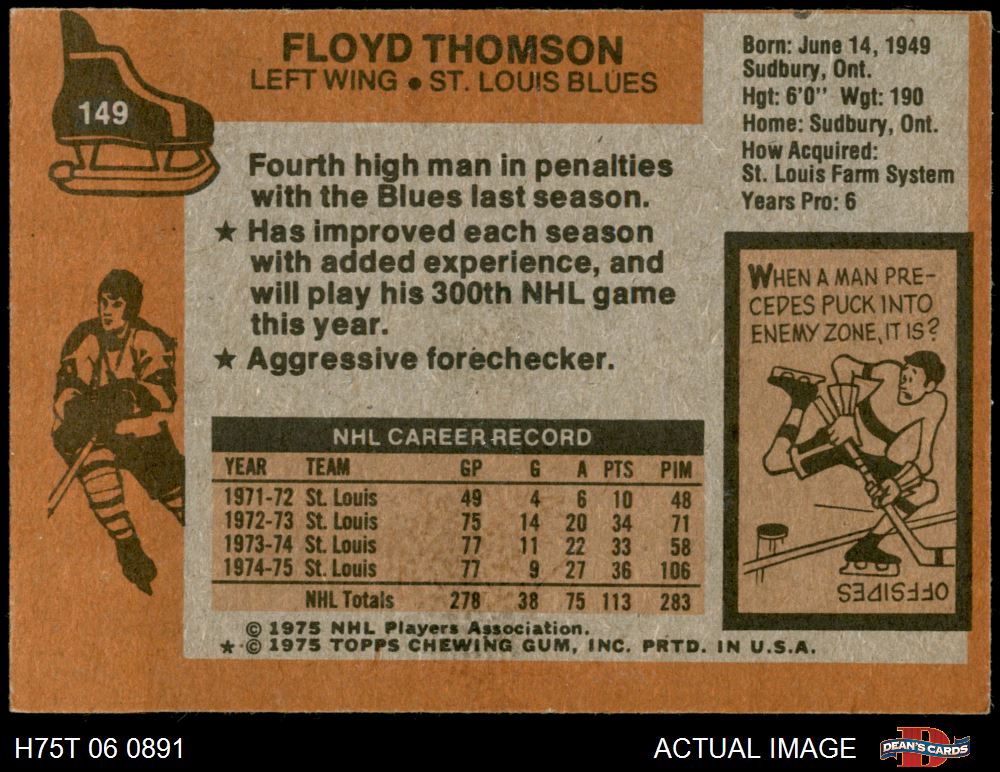 149
FLOYD THOMSON
LEFT WING ● ST. LOUIS BLUES
Born: June 14, 1949
Sudbury, Ont.
Hgt: 6'0" Wgt: 190
Home: Sudbury, Ont.
How Acquired:
St. Louis Farm System
Years Pro: 6
Fourth high man in penalties
with the Blues last season.
★ Has improved each season
with added experience, and
will play his 300th NHL game
this year.
★ Aggressive forechecker.
WHEN A MAN PRE-
CEDES PUCK INTO
ENEMY ZONE, IT IS?
OFFSIDES
NHL CAREER RECORD
YEAR TEAM GP G A PTS PIM
1971-72 St. Louis 49 4 6 10 48
1972-73 St. Louis 75 14 20 34 71
1973-74 St. Louis 77 11 22 33 58
1974-75 St. Louis 77 9 27 36 106
NHL Totals 278 38 75 113 283
© 1975 NHL Players Association.
★ © 1975 TOPPS CHEWING GUM, INC. PRTD. IN U.S.A.
H75T 06 0891
ACTUAL IMAGE
D
DEAN'S CARDS